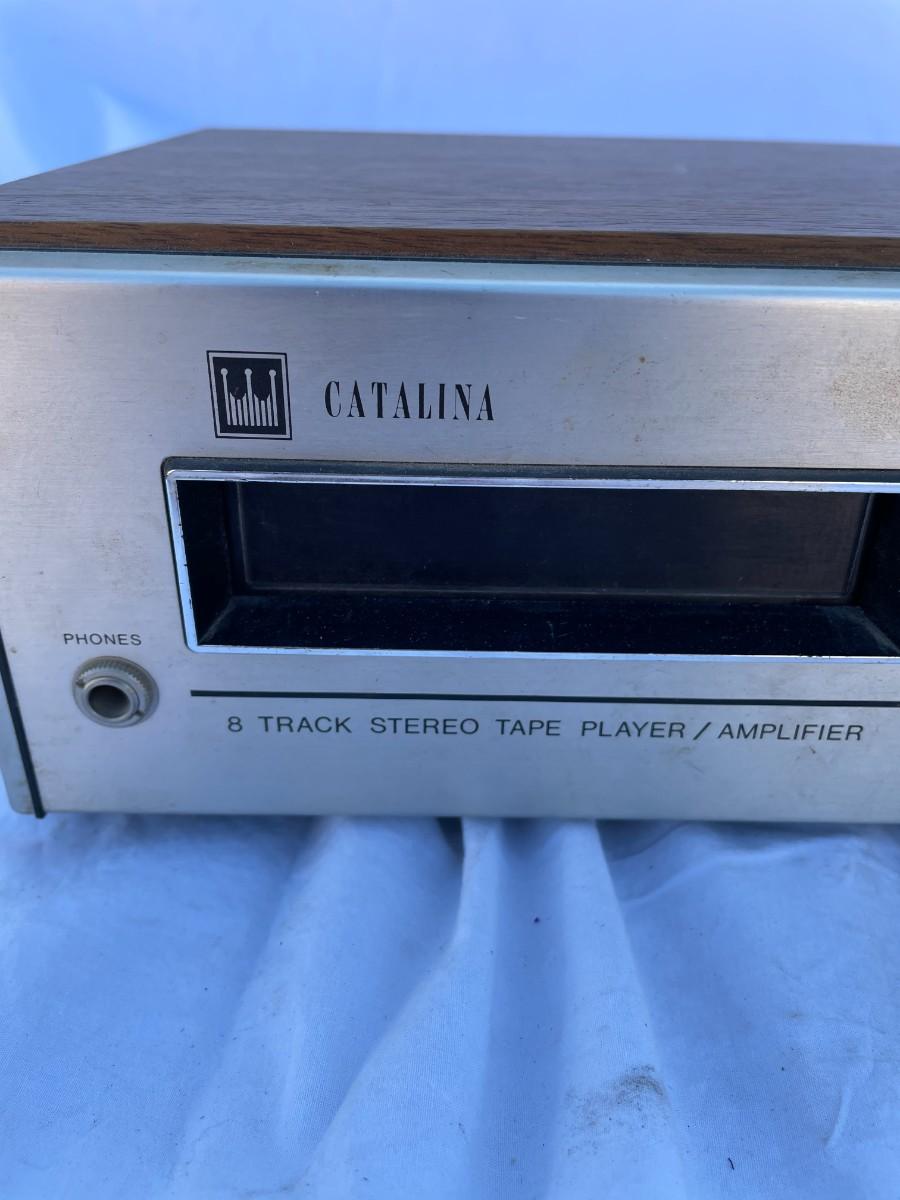 CATALINA
PHONES
8 TRACK STEREO TAPE PLAYER / AMPLIFIER